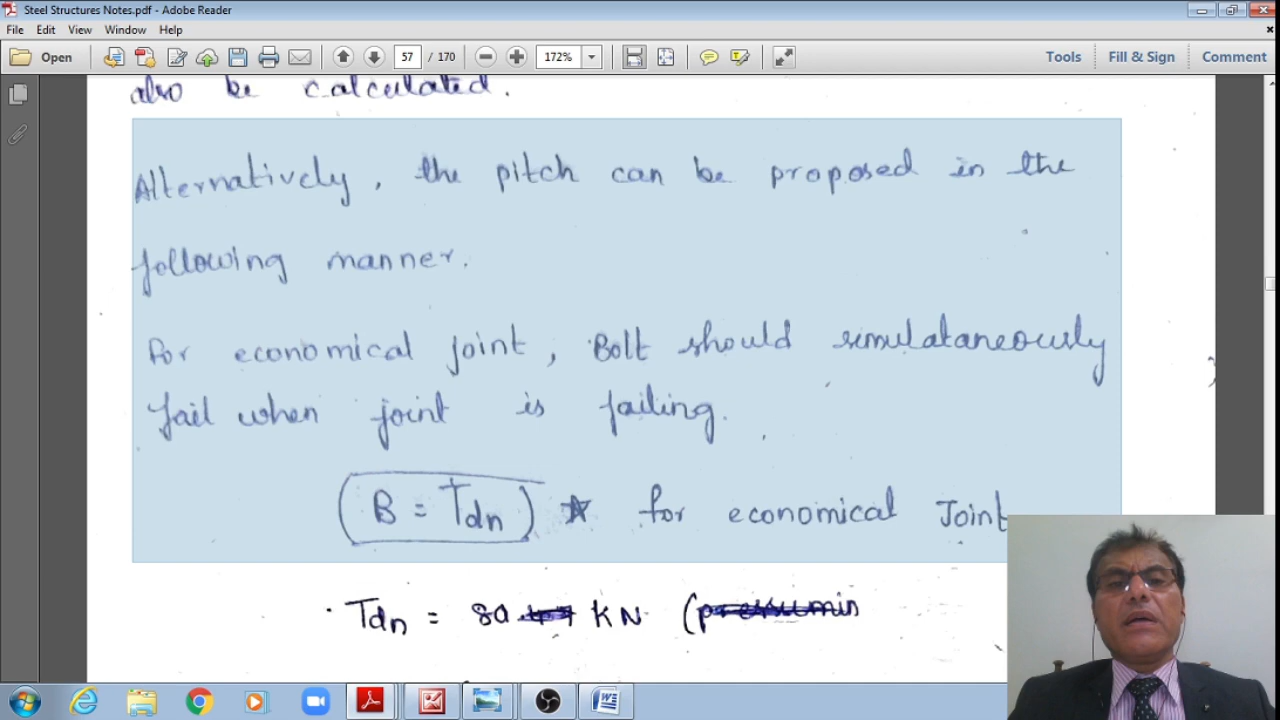 Steel Structures Notes.pdf - Adobe Reader
File Edit View Window Help
Open 57 / 170 172% Tools Fill & Sign Comment
also be calculated.
Alternatively, the pitch can be proposed in the
following manner.
For economical joint, Bolt should simulataneously
fail when joint is failing.
B = Tdn ☆ for economical Joint
Tdn = 80 KN